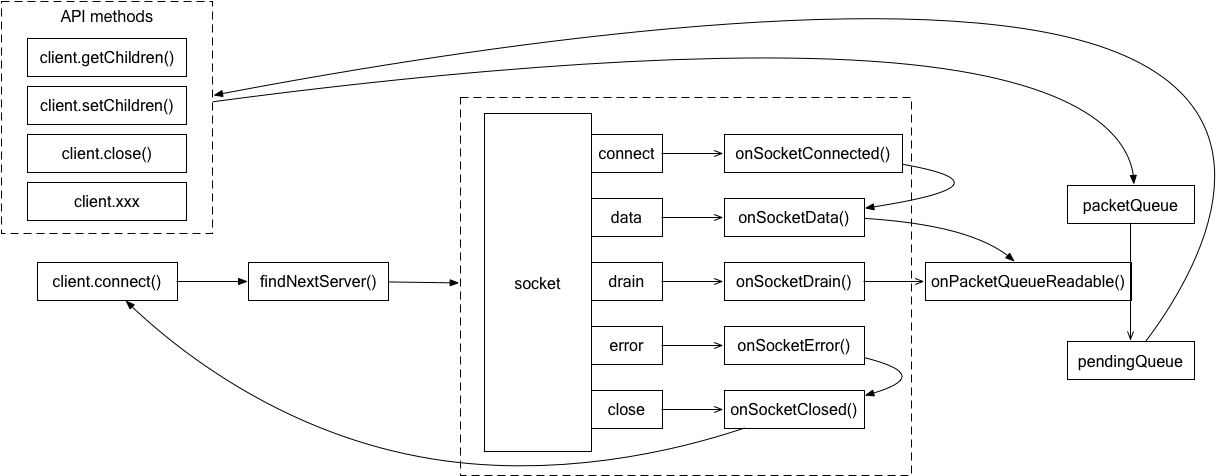 API methods
client.getChildren()
client.setChildren()
client.close()
client.xxx
client.connect()
findNextServer()
socket
connect
onSocketConnected()
data
onSocketData()
drain
onSocketDrain()
error
onSocketError()
close
onSocketClosed()
onPacketQueueReadable()
packetQueue
pendingQueue